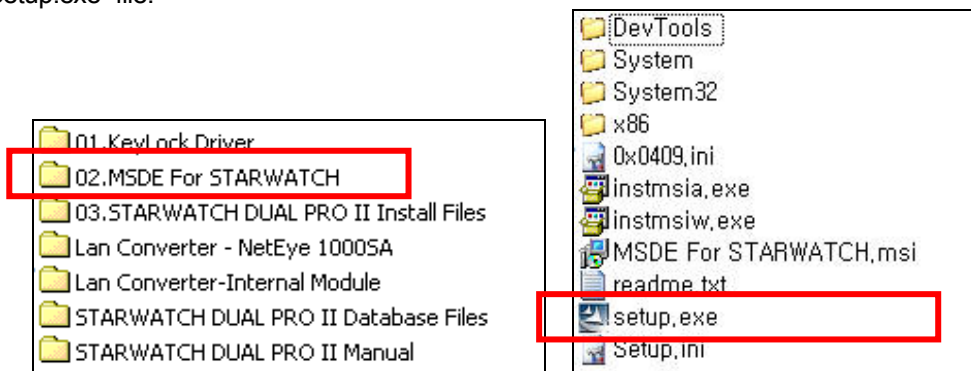 setup.exe file.
01.KeyLock Driver
02.MSDE For STARWATCH
03.STARWATCH DUAL PRO II Install Files
Lan Converter - NetEye 1000SA
Lan Converter-Internal Module
STARWATCH DUAL PRO II Database Files
STARWATCH DUAL PRO II Manual
DevTools
System
System32
x86
0x0409,ini
instmsia,exe
instmsiw,exe
MSDE For STARWATCH,msi
readme,txt
setup,exe
Setup,ini